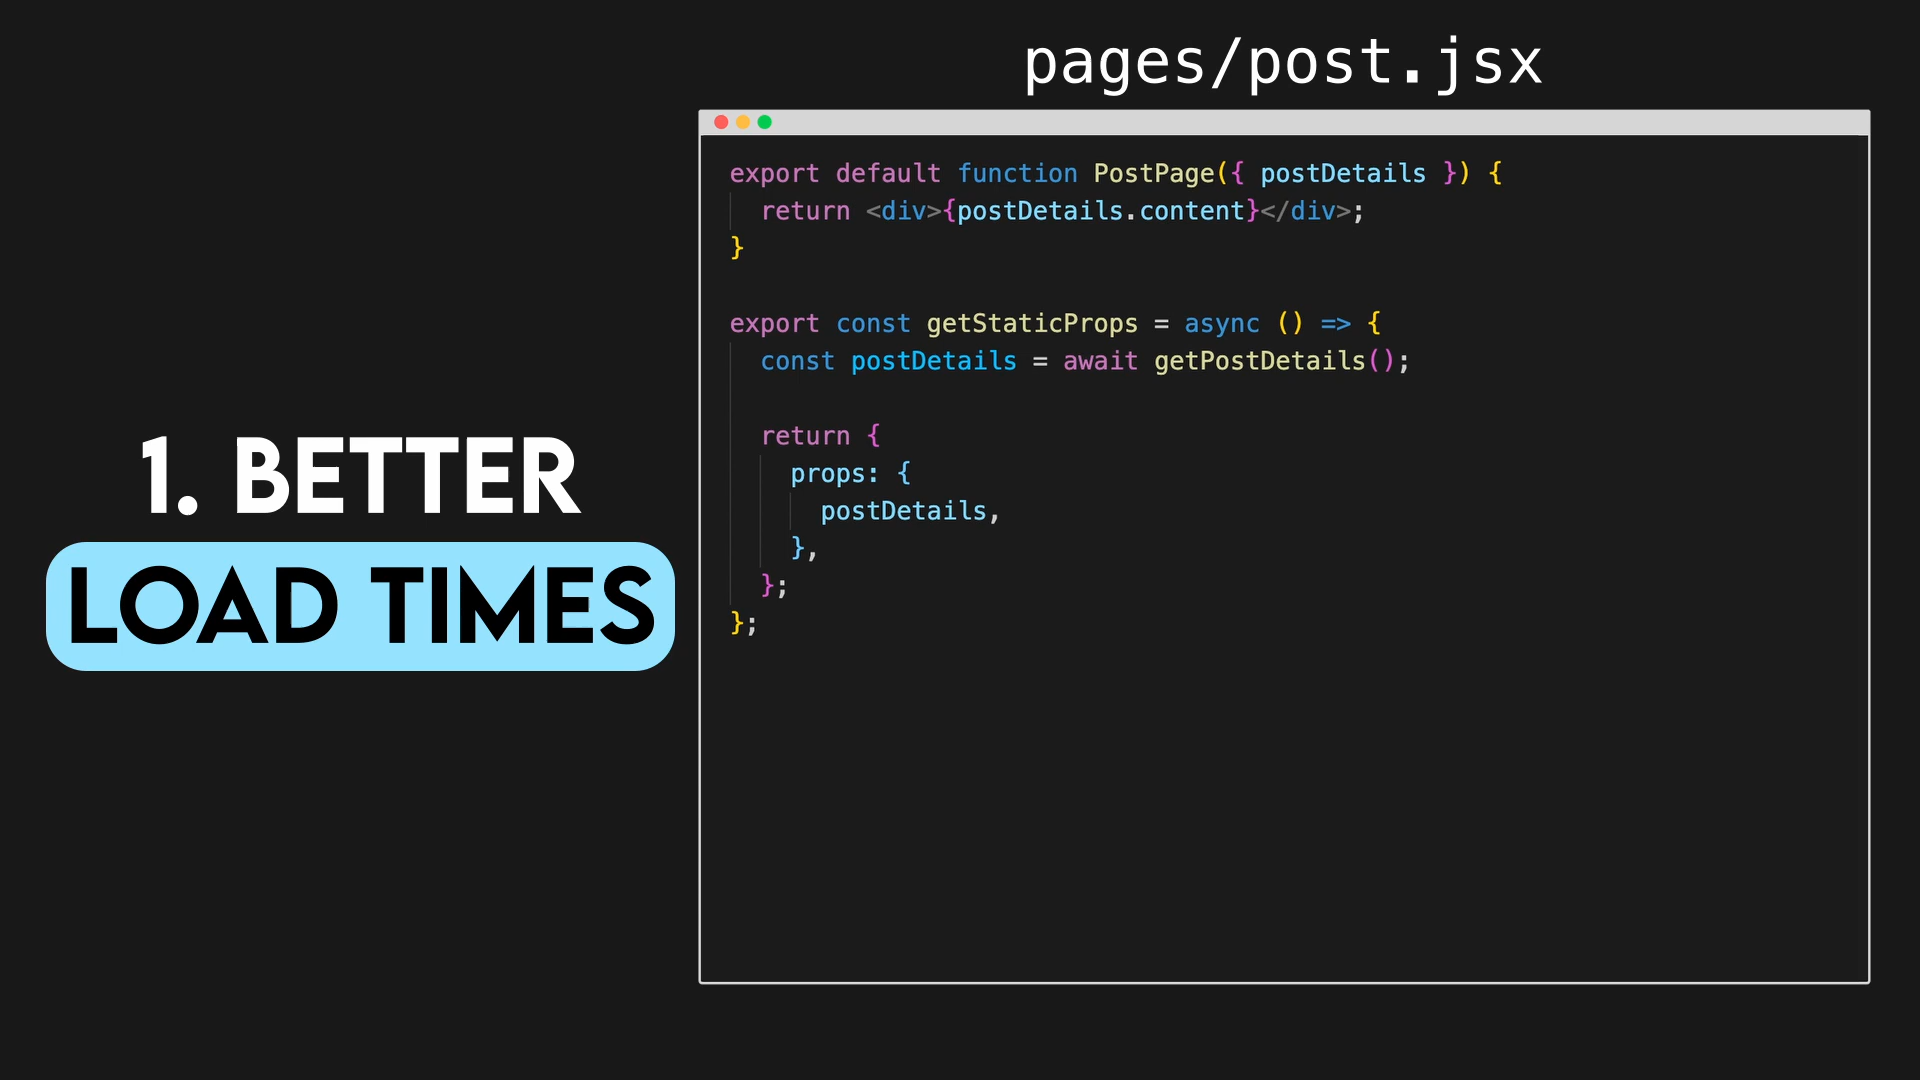 pages/post.jsx
1. BETTER
LOAD TIMES
export default function PostPage({ postDetails }) {
  return <div>{postDetails.content}</div>;
}

export const getStaticProps = async () => {
  const postDetails = await getPostDetails();

  return {
    props: {
      postDetails,
    },
  };
};